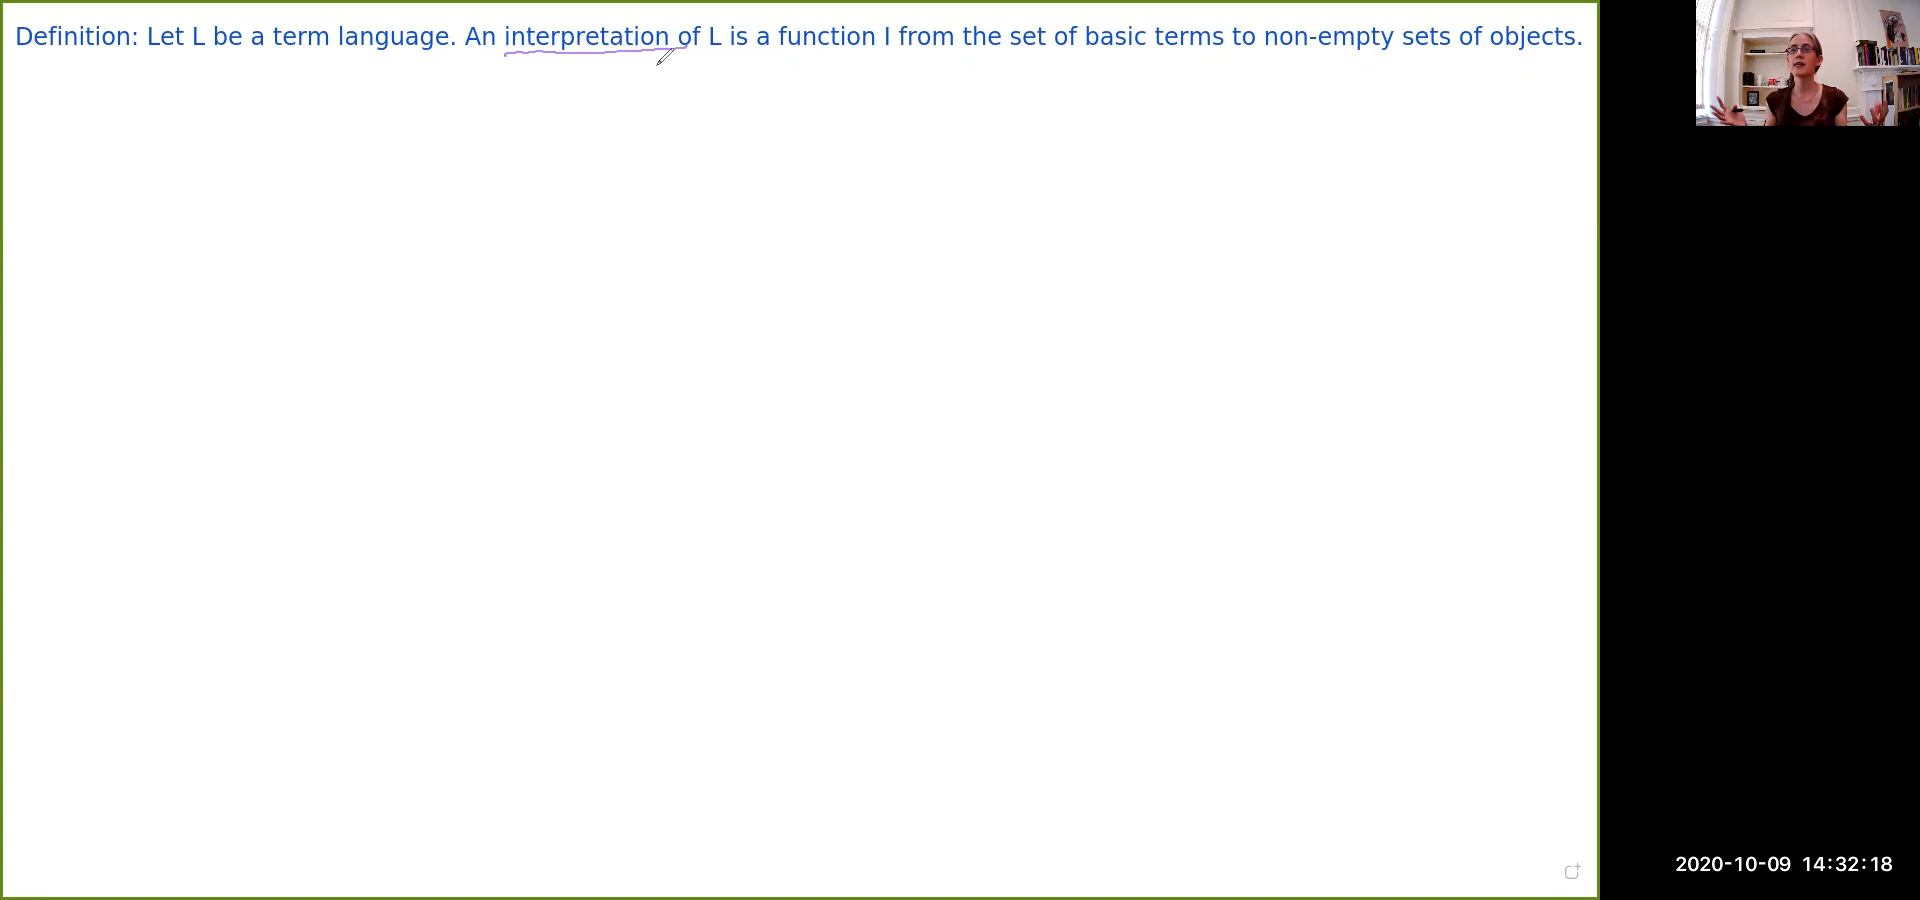 Definition: Let L be a term language. An interpretation of L is a function I from the set of basic terms to non-empty sets of objects.
2020-10-09 14:32:18